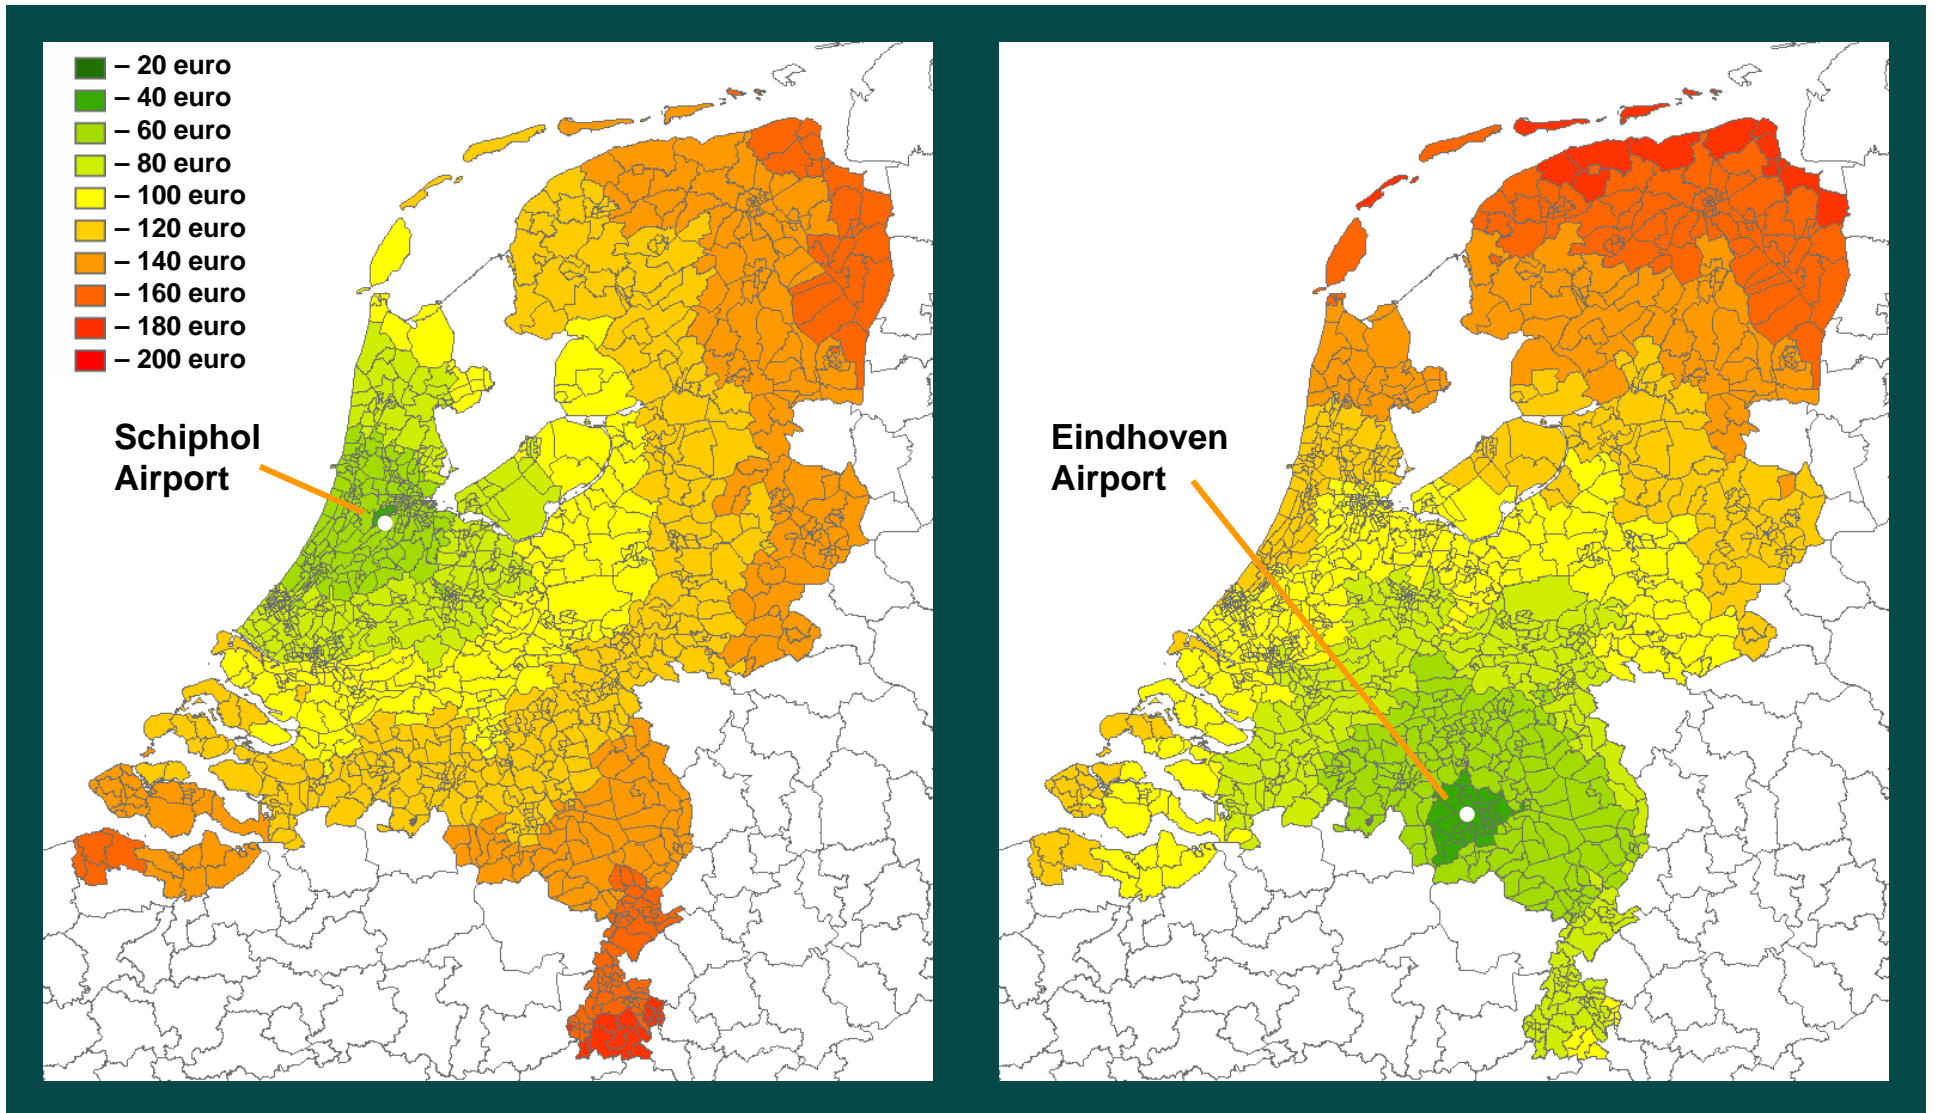 – 20 euro
– 40 euro
– 60 euro
– 80 euro
– 100 euro
– 120 euro
– 140 euro
– 160 euro
– 180 euro
– 200 euro
Schiphol
Airport
Eindhoven
Airport